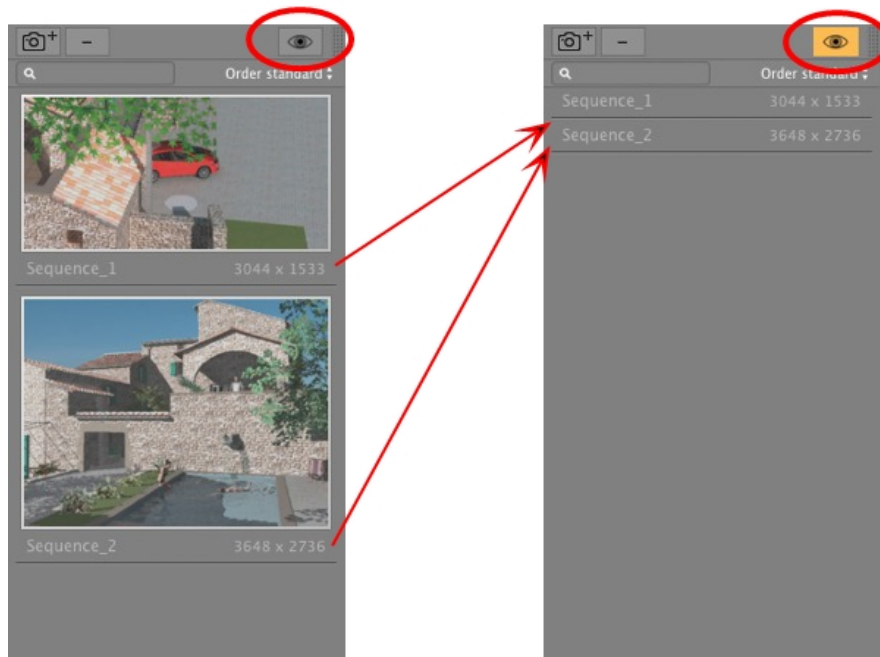 Order standard
Sequence_1 3044 x 1533
Sequence_2 3648 x 2736
Order standard
Sequence_1 3044 x 1533
Sequence_2 3648 x 2736